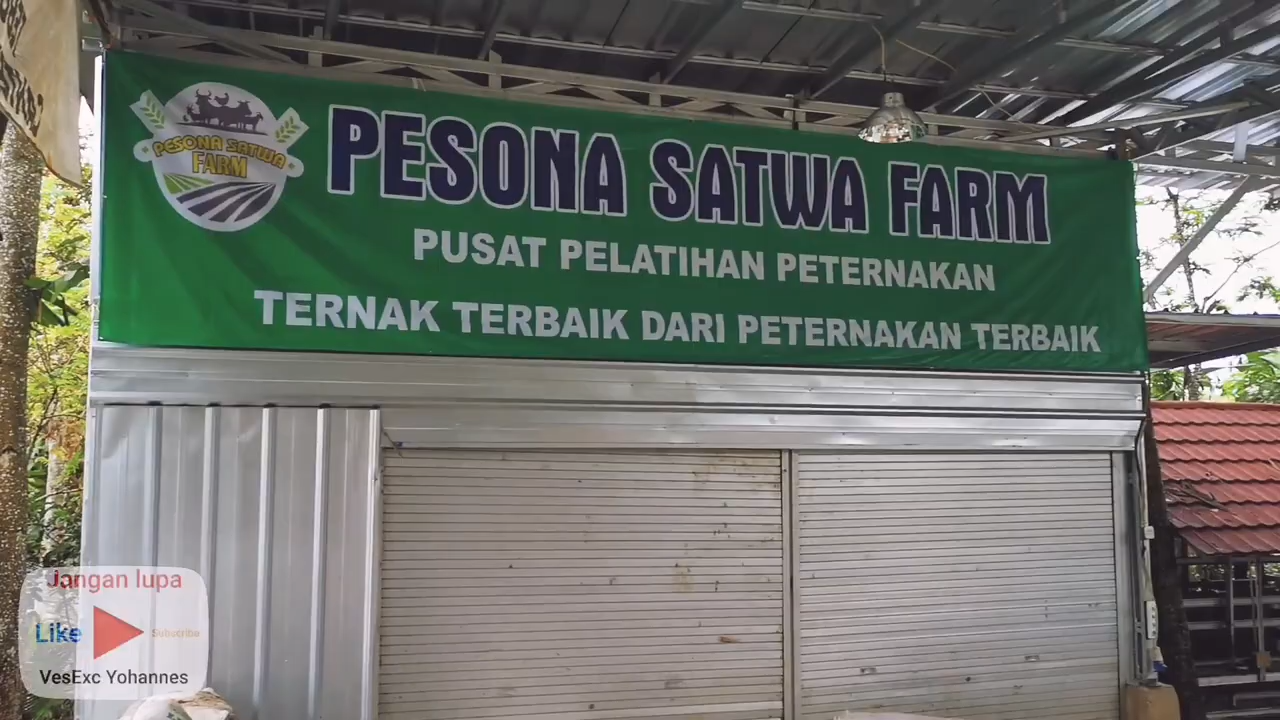 PESONA SATWA
FARM
PESONA SATWA FARM
PUSAT PELATIHAN PETERNAKAN
TERNAK TERBAIK DARI PETERNAKAN TERBAIK
Jangan lupa
Like Subscribe
VesExc Yohannes